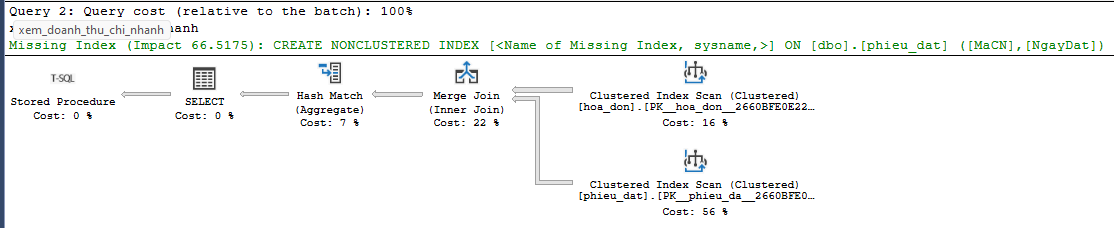 Query 2: Query cost (relative to the batch): 100%
xem_doanh_thu_chi_nhanh
Missing Index (Impact 66.5175): CREATE NONCLUSTERED INDEX [<Name of Missing Index, sysname,>] ON [dbo].[phieu_dat] ([MaCN],[NgayDat])
T-SQL
Stored Procedure
Cost: 0 %
SELECT
Cost: 0 %
Hash Match
(Aggregate)
Cost: 7 %
Merge Join
(Inner Join)
Cost: 22 %
Clustered Index Scan (Clustered)
[hoa_don].[PK__hoa_don__2660BFE0E22…
Cost: 16 %
Clustered Index Scan (Clustered)
[phieu_dat].[PK__phieu_da__2660BFE0…
Cost: 56 %